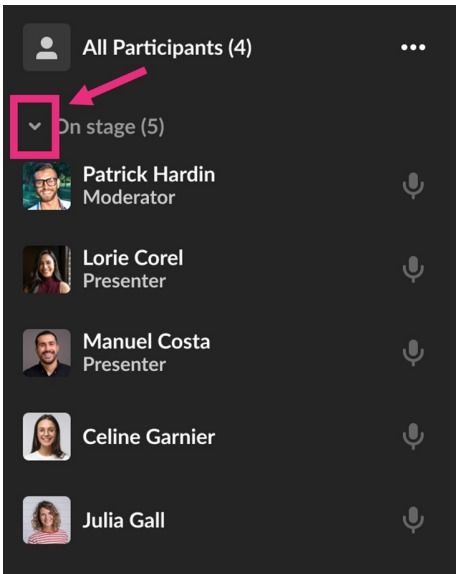 All Participants (4)
On stage (5)
Patrick Hardin
Moderator
Lorie Corel
Presenter
Manuel Costa
Presenter
Celine Garnier
Julia Gall